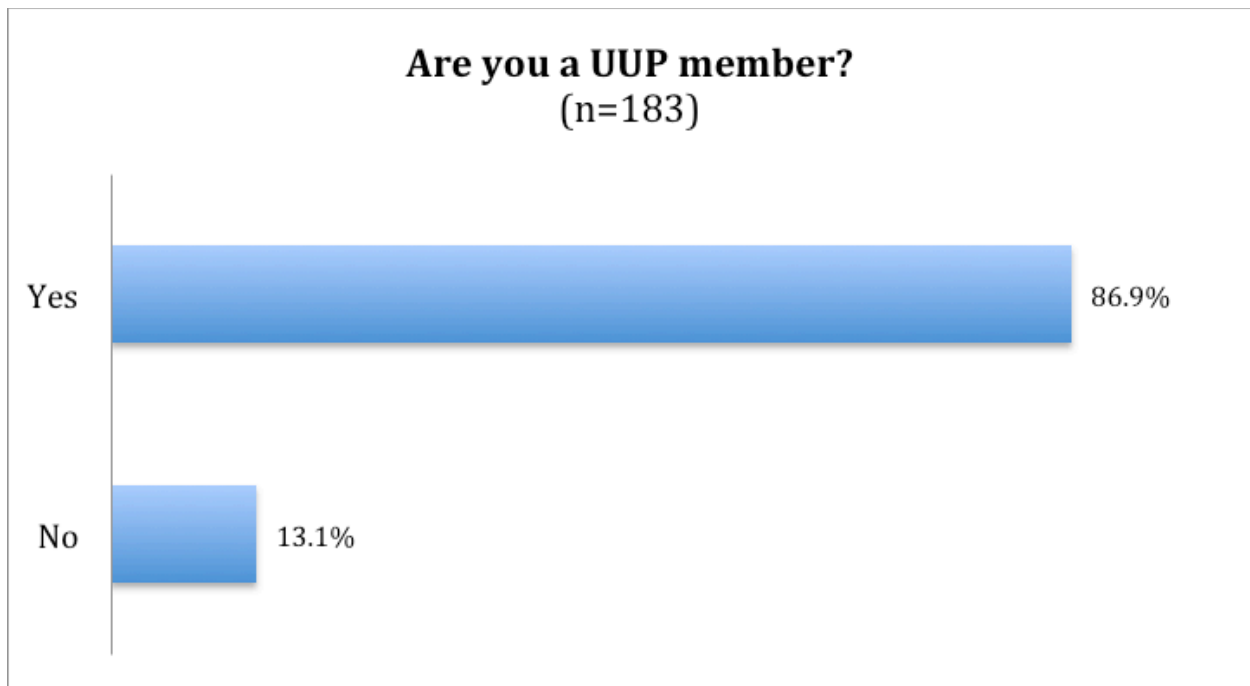 Are you a UUP member?
(n=183)
Yes
86.9%
No
13.1%